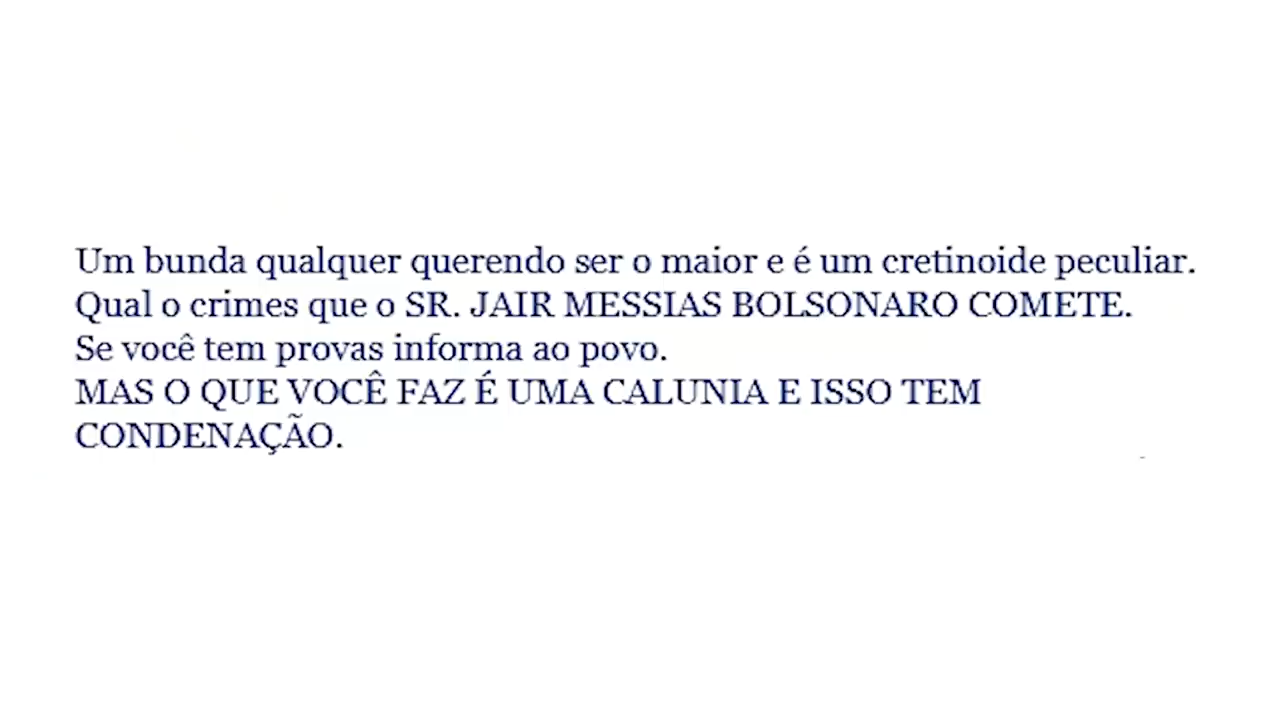 Um bunda qualquer querendo ser o maior e é um cretinoide peculiar.
Qual o crimes que o SR. JAIR MESSIAS BOLSONARO COMETE.
Se você tem provas informa ao povo.
MAS O QUE VOCÊ FAZ É UMA CALUNIA E ISSO TEM
CONDENAÇÃO.